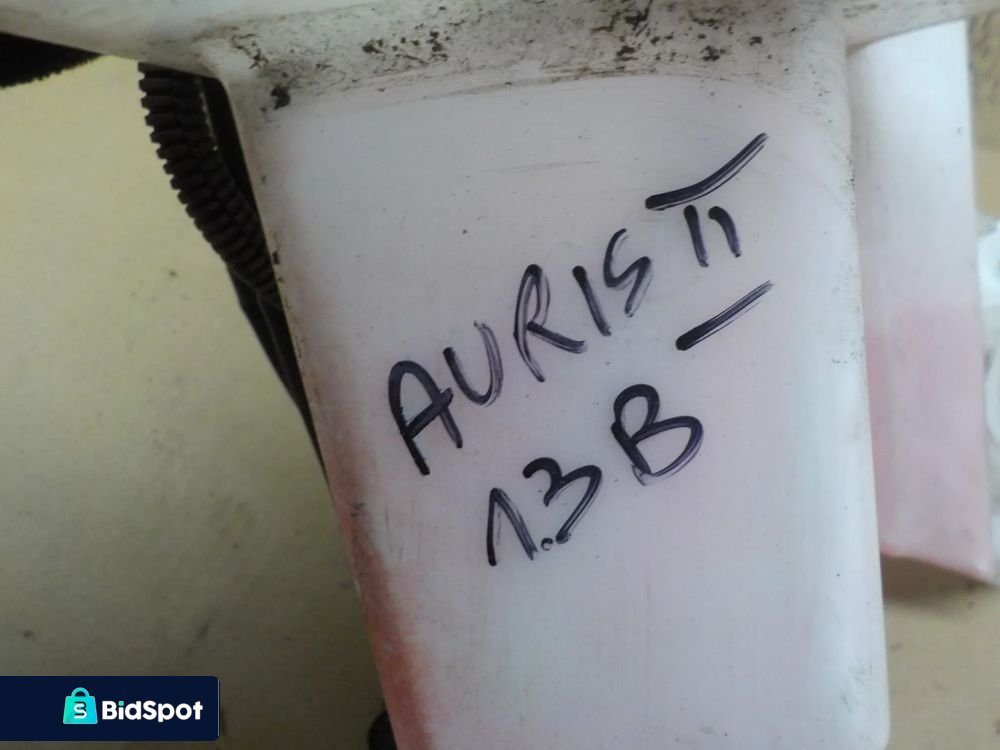 AURIS II
1.3 B
BidSpot